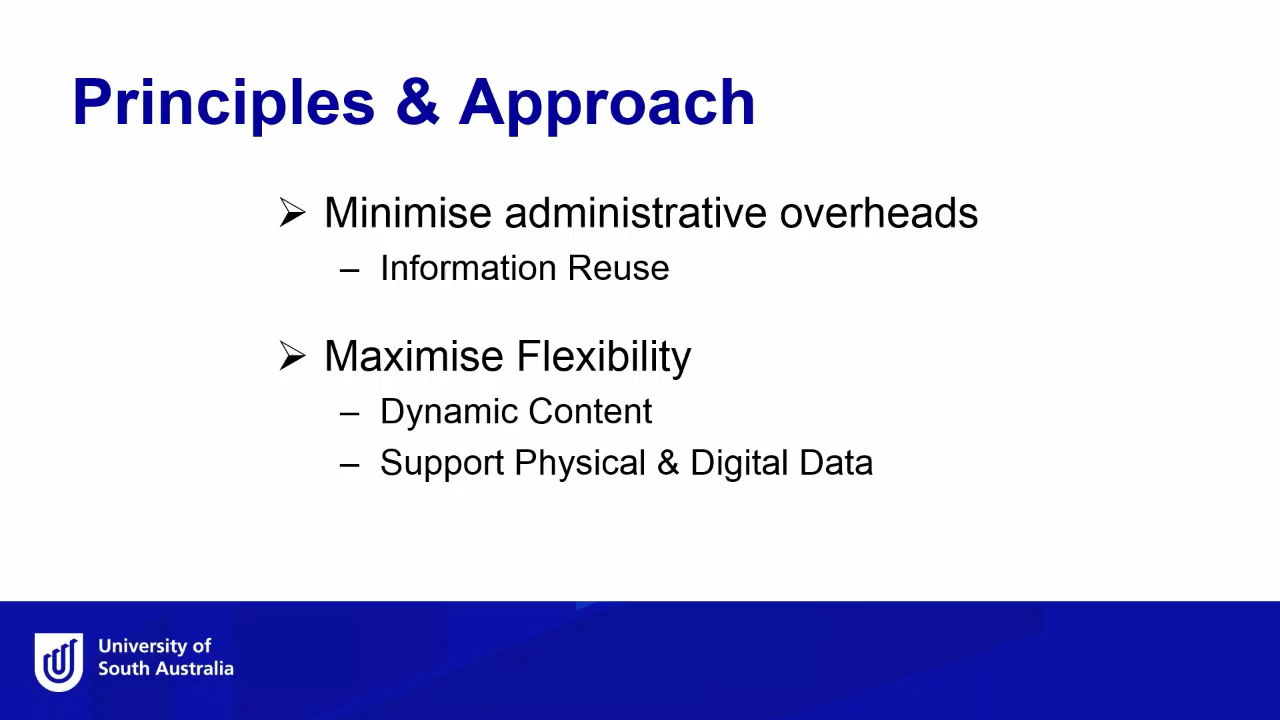 Principles & Approach
➢ Minimise administrative overheads
– Information Reuse
➢ Maximise Flexibility
– Dynamic Content
– Support Physical & Digital Data
University of
South Australia